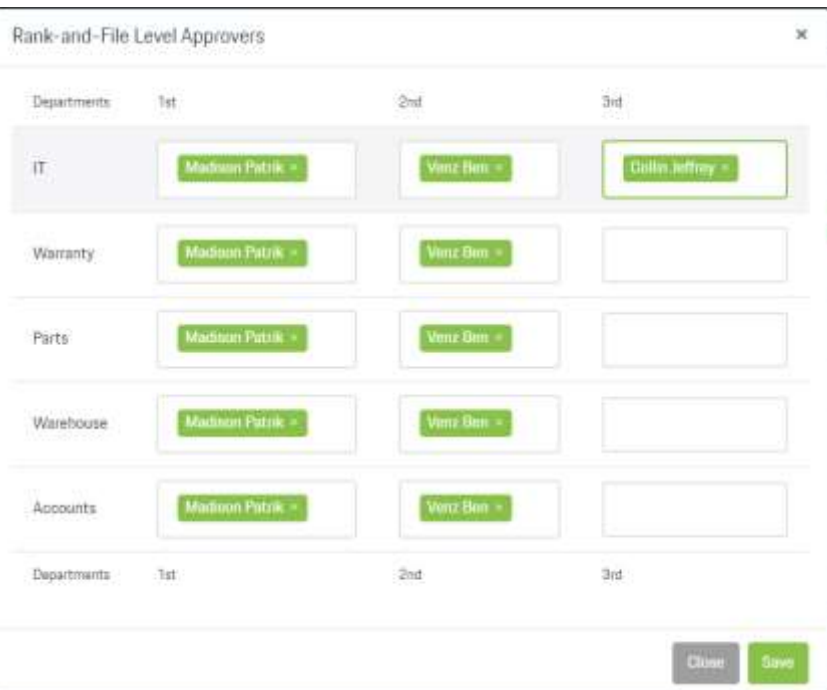 Rank-and-File Level Approvers ×
Departments 1st 2nd 3rd
IT Madison Patrik × Venz Ben × Collin Jeffrey ×
Warranty Madison Patrik × Venz Ben ×
Parts Madison Patrik × Venz Ben ×
Warehouse Madison Patrik × Venz Ben ×
Accounts Madison Patrik × Venz Ben ×
Departments 1st 2nd 3rd
Close Save